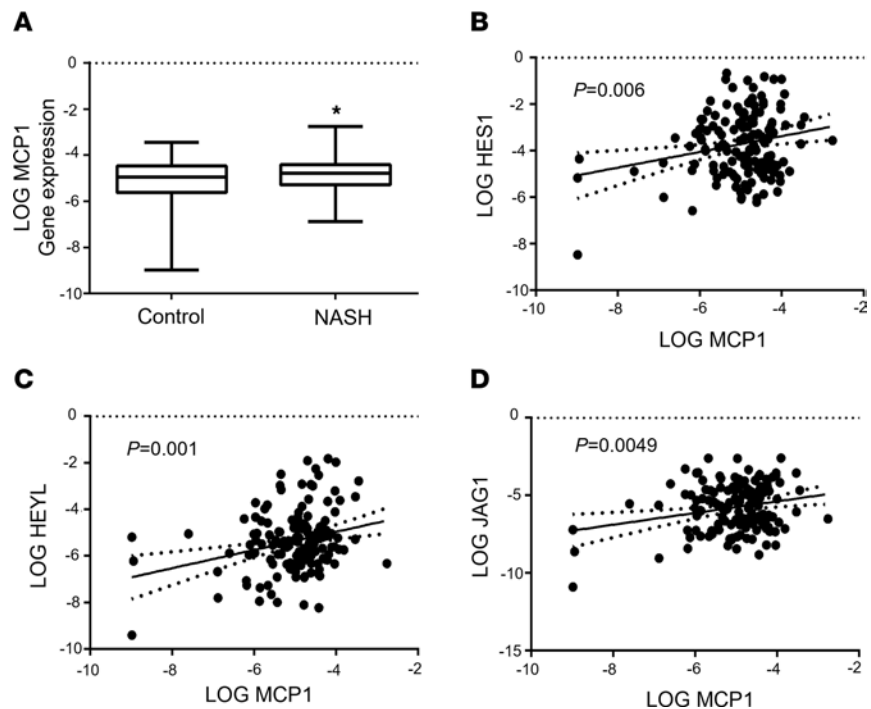 A
LOG MCP1
Gene expression
0
-2
-4
-6
-8
-10
*
Control
NASH
B
LOG HES1
0
-2
-4
-6
-8
-10
P=0.006
-10
-8
-6
-4
-2
LOG MCP1
C
LOG HEYL
0
-2
-4
-6
-8
-10
P=0.001
-10
-8
-6
-4
-2
LOG MCP1
D
LOG JAG1
0
-5
-10
-15
P=0.0049
-10
-8
-6
-4
-2
LOG MCP1